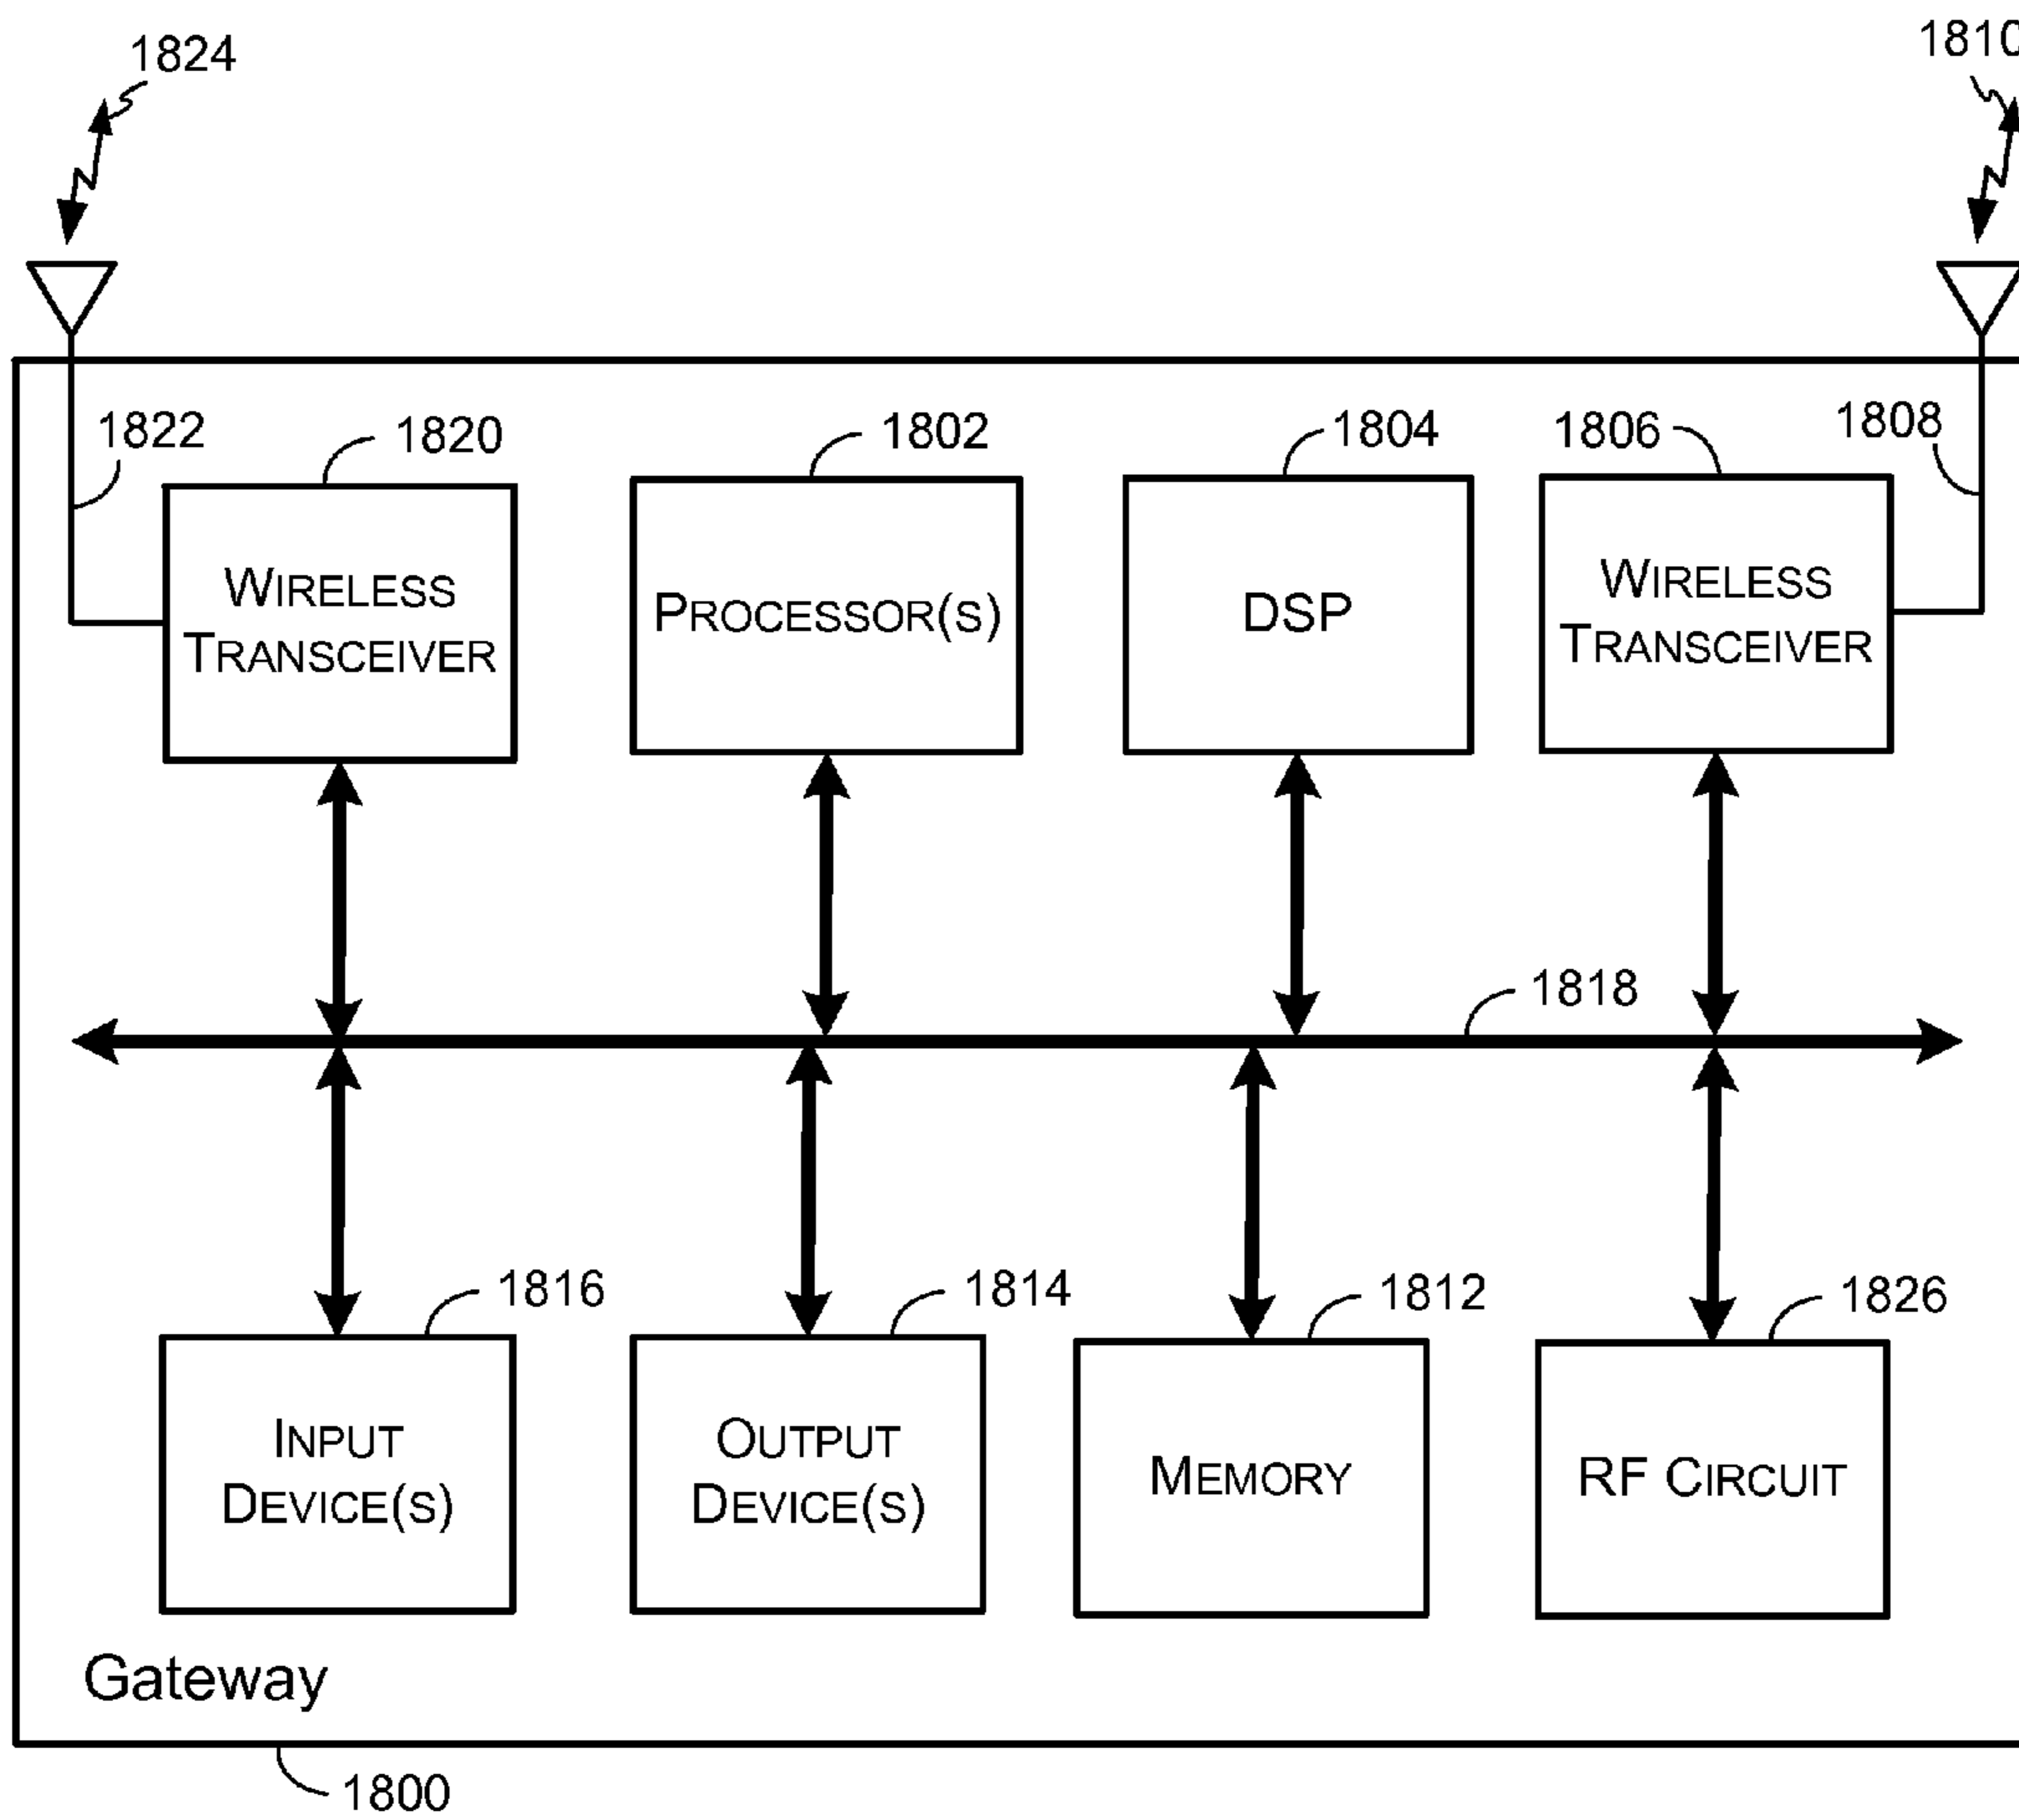 1824
1810
1822
1820
1802
1804
1806
1808
WIRELESS
TRANSCEIVER
PROCESSOR(S)
DSP
WIRELESS
TRANSCEIVER
1818
1816
1814
1812
1826
INPUT
DEVICE(S)
OUTPUT
DEVICE(S)
MEMORY
RF CIRCUIT
Gateway
1800